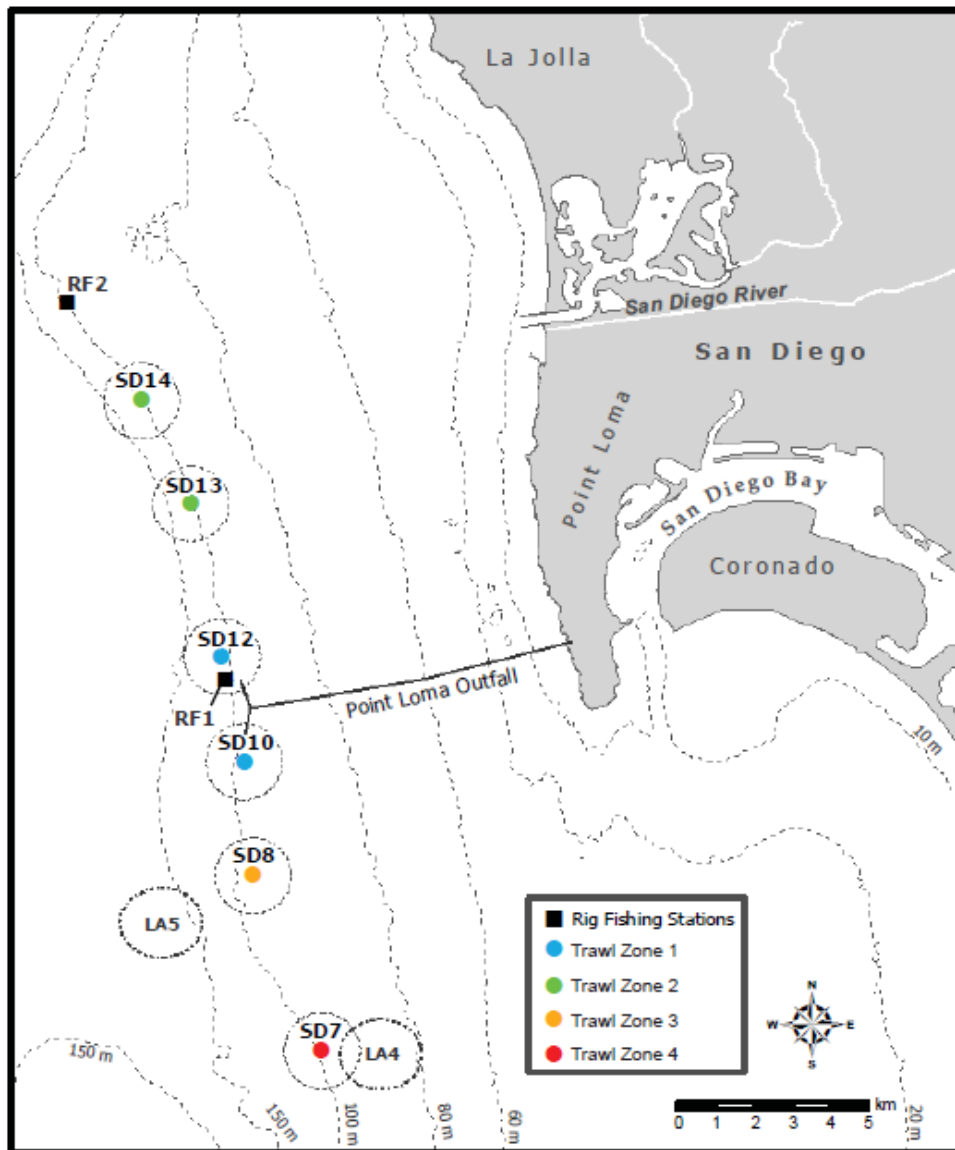 La Jolla
RF2
San Diego River
San Diego
SD14
Point Loma
SD13
San Diego Bay
Coronado
SD12
RF1
Point Loma Outfall
SD10
10 m
SD8
LA5
Rig Fishing Stations
Trawl Zone 1
Trawl Zone 2
Trawl Zone 3
Trawl Zone 4
N
W
E
S
SD7
LA4
150 m
150 m
100 m
80 m
60 m
20 m
km
0 1 2 3 4 5